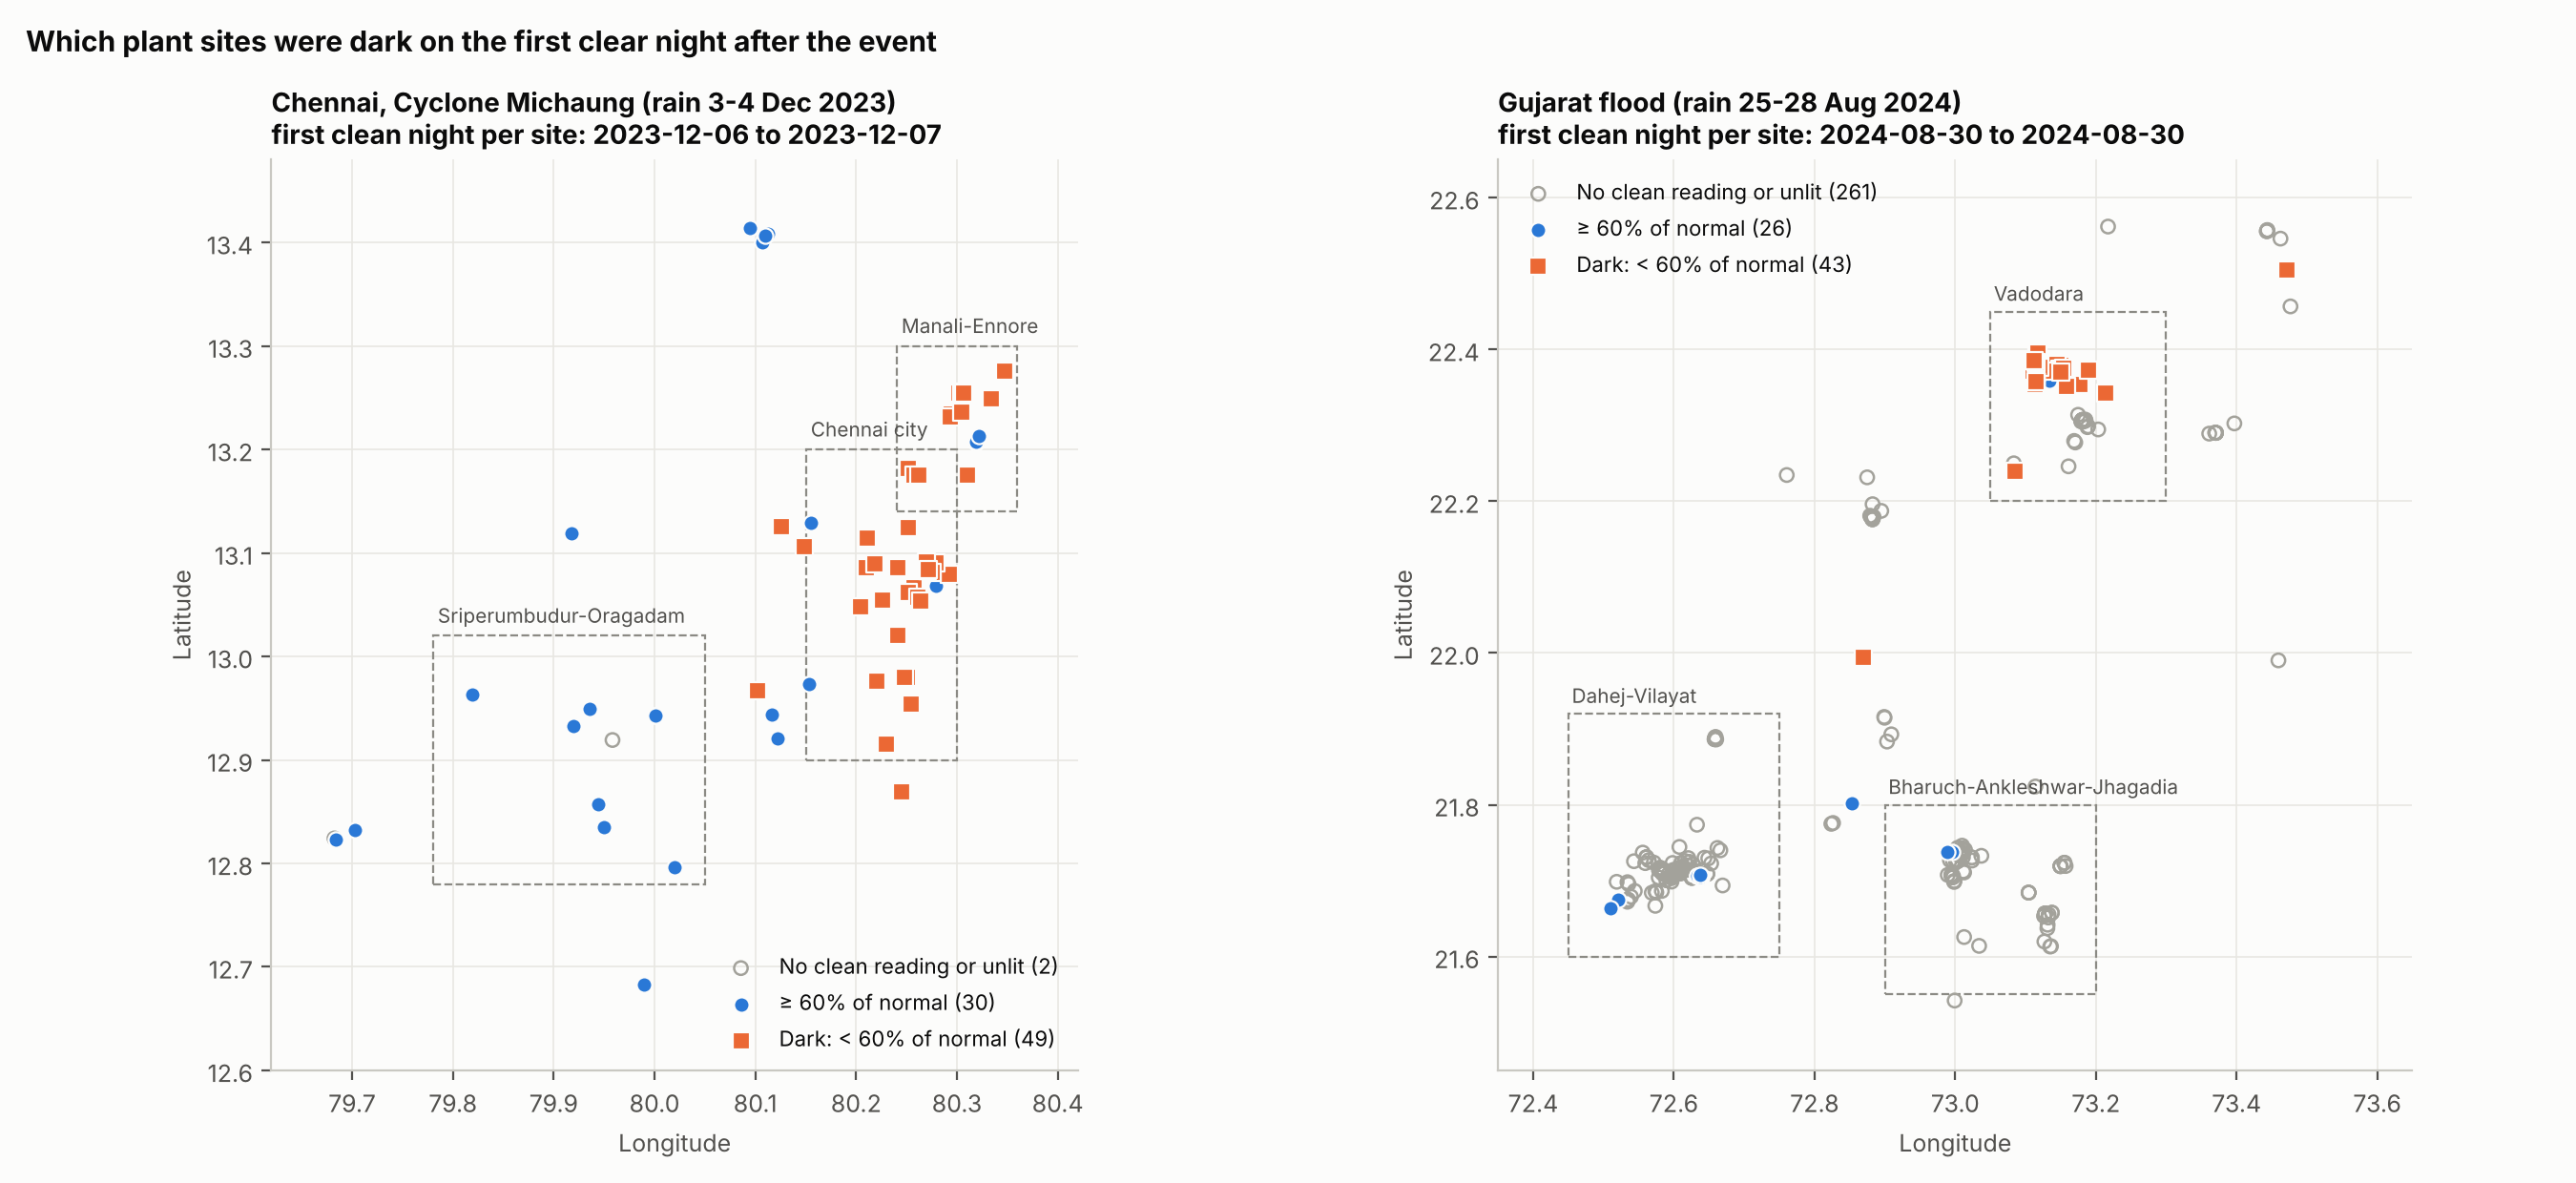 Which plant sites were dark on the first clear night after the event
Chennai, Cyclone Michaung (rain 3-4 Dec 2023)
first clean night per site: 2023-12-06 to 2023-12-07
13.4
13.3
13.2
13.1
13.0
12.9
12.8
12.7
12.6
Latitude
Manali-Ennore
Chennai city
Sriperumbudur-Oragadam
No clean reading or unlit (2)
≥ 60% of normal (30)
Dark: < 60% of normal (49)
79.7
79.8
79.9
80.0
80.1
80.2
80.3
80.4
Longitude
Gujarat flood (rain 25-28 Aug 2024)
first clean night per site: 2024-08-30 to 2024-08-30
No clean reading or unlit (261)
≥ 60% of normal (26)
Dark: < 60% of normal (43)
22.6
22.4
22.2
22.0
21.8
21.6
Latitude
Vadodara
Dahej-Vilayat
Bharuch-Ankleshwar-Jhagadia
72.4
72.6
72.8
73.0
73.2
73.4
73.6
Longitude